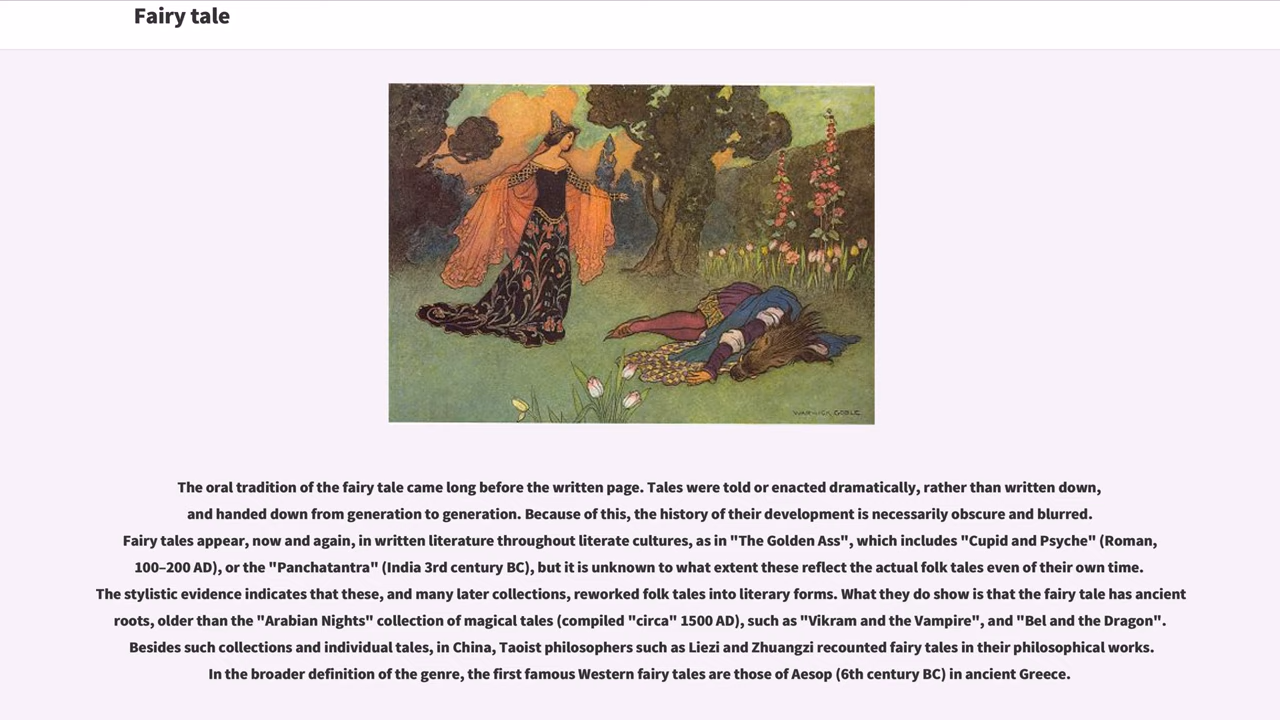 Fairy tale
WARWICK GOBLE
The oral tradition of the fairy tale came long before the written page. Tales were told or enacted dramatically, rather than written down,
and handed down from generation to generation. Because of this, the history of their development is necessarily obscure and blurred.
Fairy tales appear, now and again, in written literature throughout literate cultures, as in "The Golden Ass", which includes "Cupid and Psyche" (Roman,
100–200 AD), or the "Panchatantra" (India 3rd century BC), but it is unknown to what extent these reflect the actual folk tales even of their own time.
The stylistic evidence indicates that these, and many later collections, reworked folk tales into literary forms. What they do show is that the fairy tale has ancient
roots, older than the "Arabian Nights" collection of magical tales (compiled "circa" 1500 AD), such as "Vikram and the Vampire", and "Bel and the Dragon".
Besides such collections and individual tales, in China, Taoist philosophers such as Liezi and Zhuangzi recounted fairy tales in their philosophical works.
In the broader definition of the genre, the first famous Western fairy tales are those of Aesop (6th century BC) in ancient Greece.